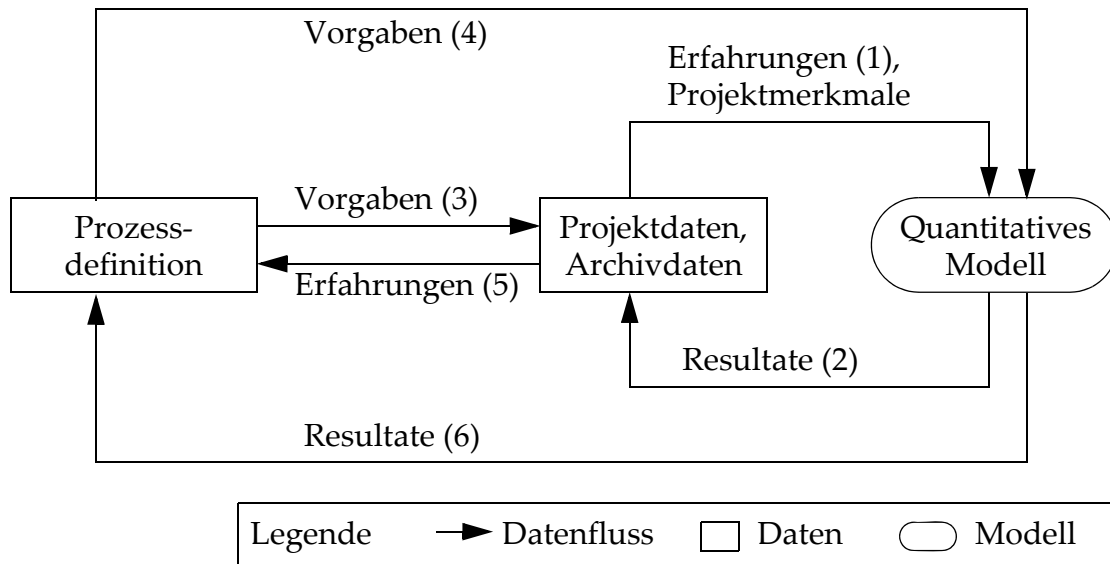 Vorgaben (4)
Erfahrungen (1),
Projektmerkmale
Vorgaben (3)
Prozess-
definition
Projektdaten,
Archivdaten
Quantitatives
Modell
Erfahrungen (5)
Resultate (2)
Resultate (6)
Legende Datenfluss Daten Modell